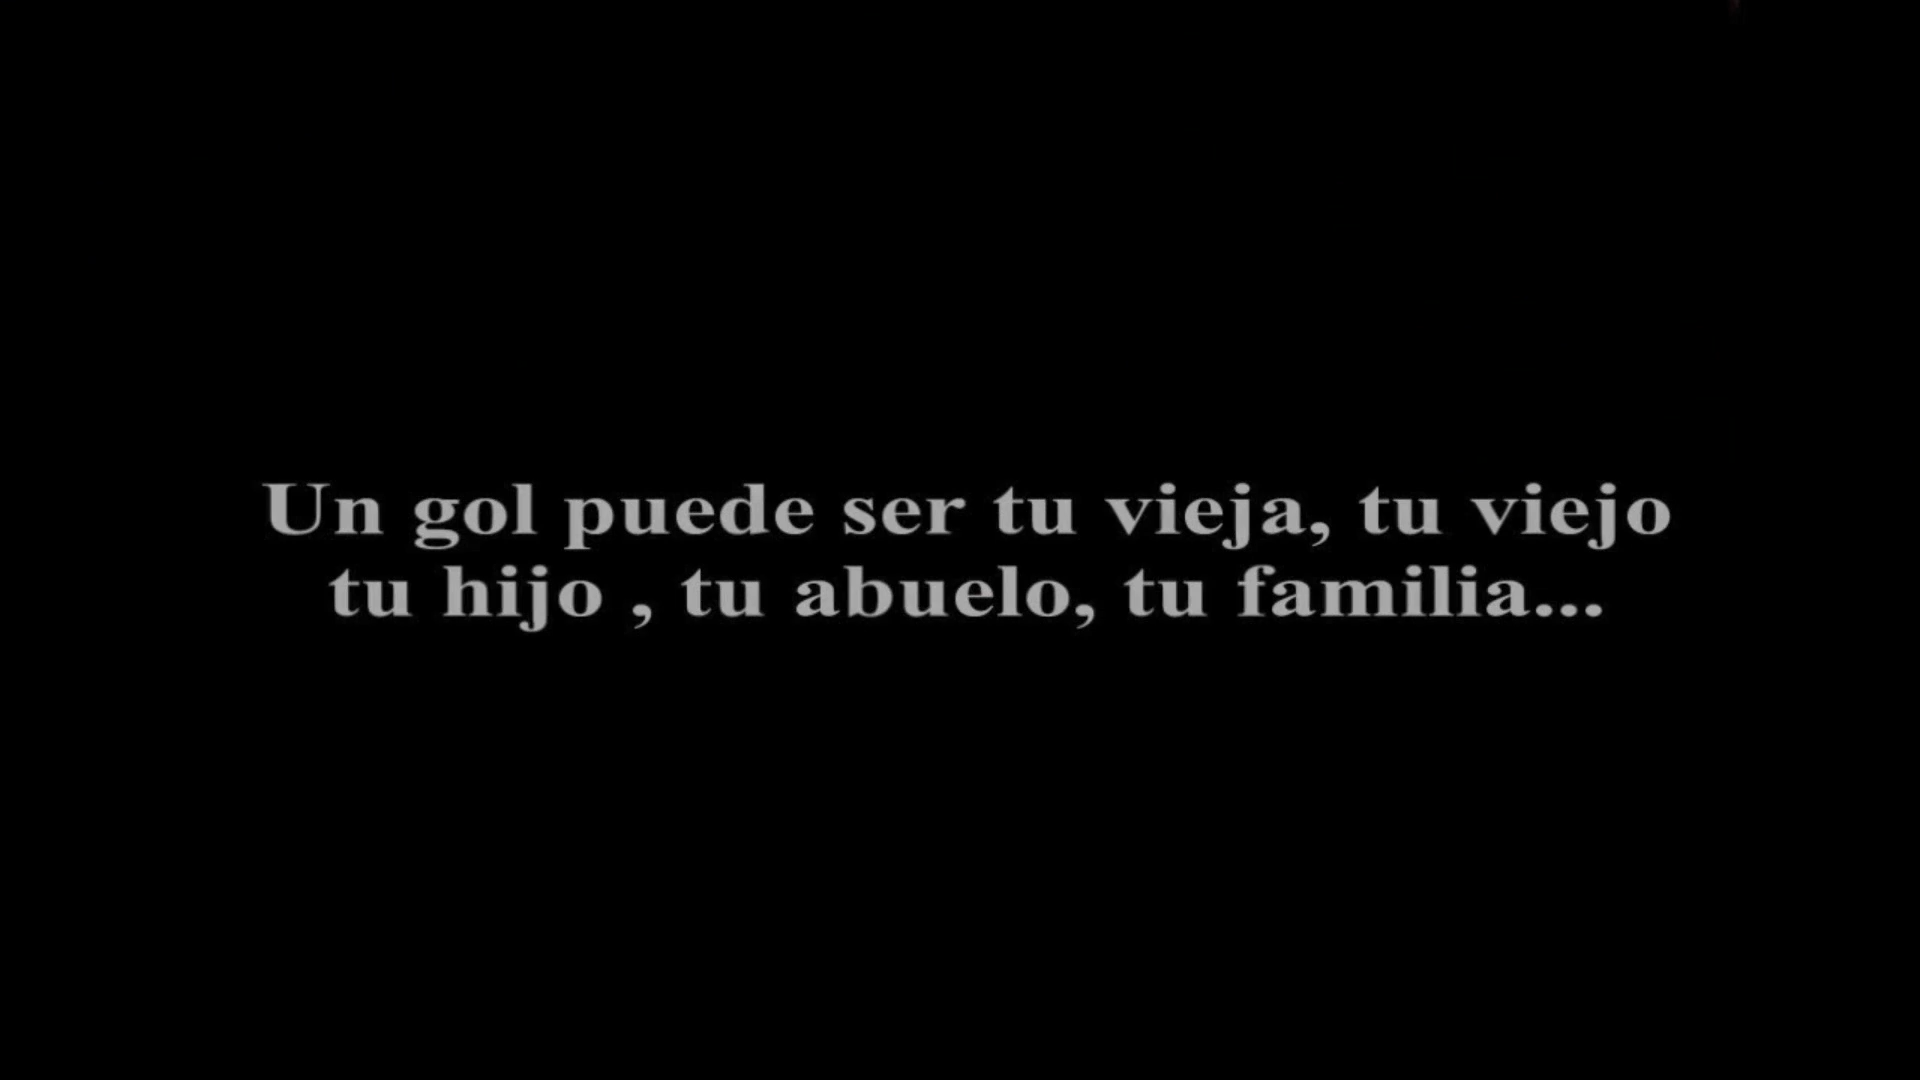 Un gol puede ser tu vieja, tu viejo
tu hijo , tu abuelo, tu familia...